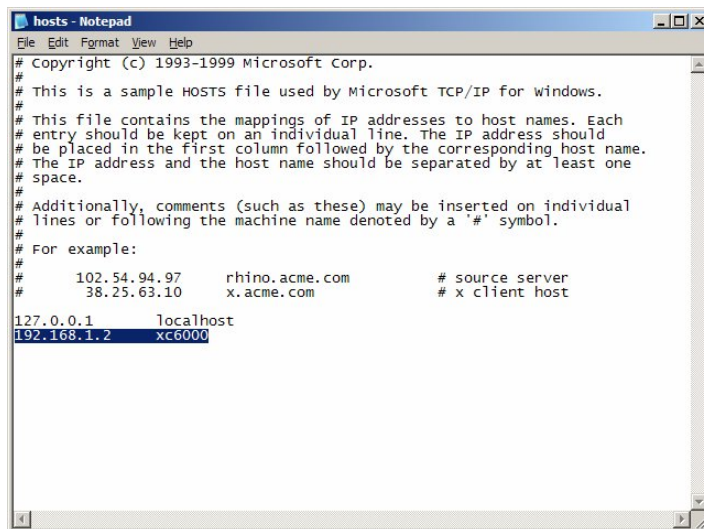 hosts - Notepad
File Edit Format View Help
# Copyright (c) 1993-1999 Microsoft Corp.
#
# This is a sample HOSTS file used by Microsoft TCP/IP for Windows.
#
# This file contains the mappings of IP addresses to host names. Each
# entry should be kept on an individual line. The IP address should
# be placed in the first column followed by the corresponding host name.
# The IP address and the host name should be separated by at least one
# space.
#
# Additionally, comments (such as these) may be inserted on individual
# lines or following the machine name denoted by a '#' symbol.
#
# For example:
#
#      102.54.94.97     rhino.acme.com          # source server
#       38.25.63.10     x.acme.com              # x client host

127.0.0.1       localhost
192.168.1.2     xc6000